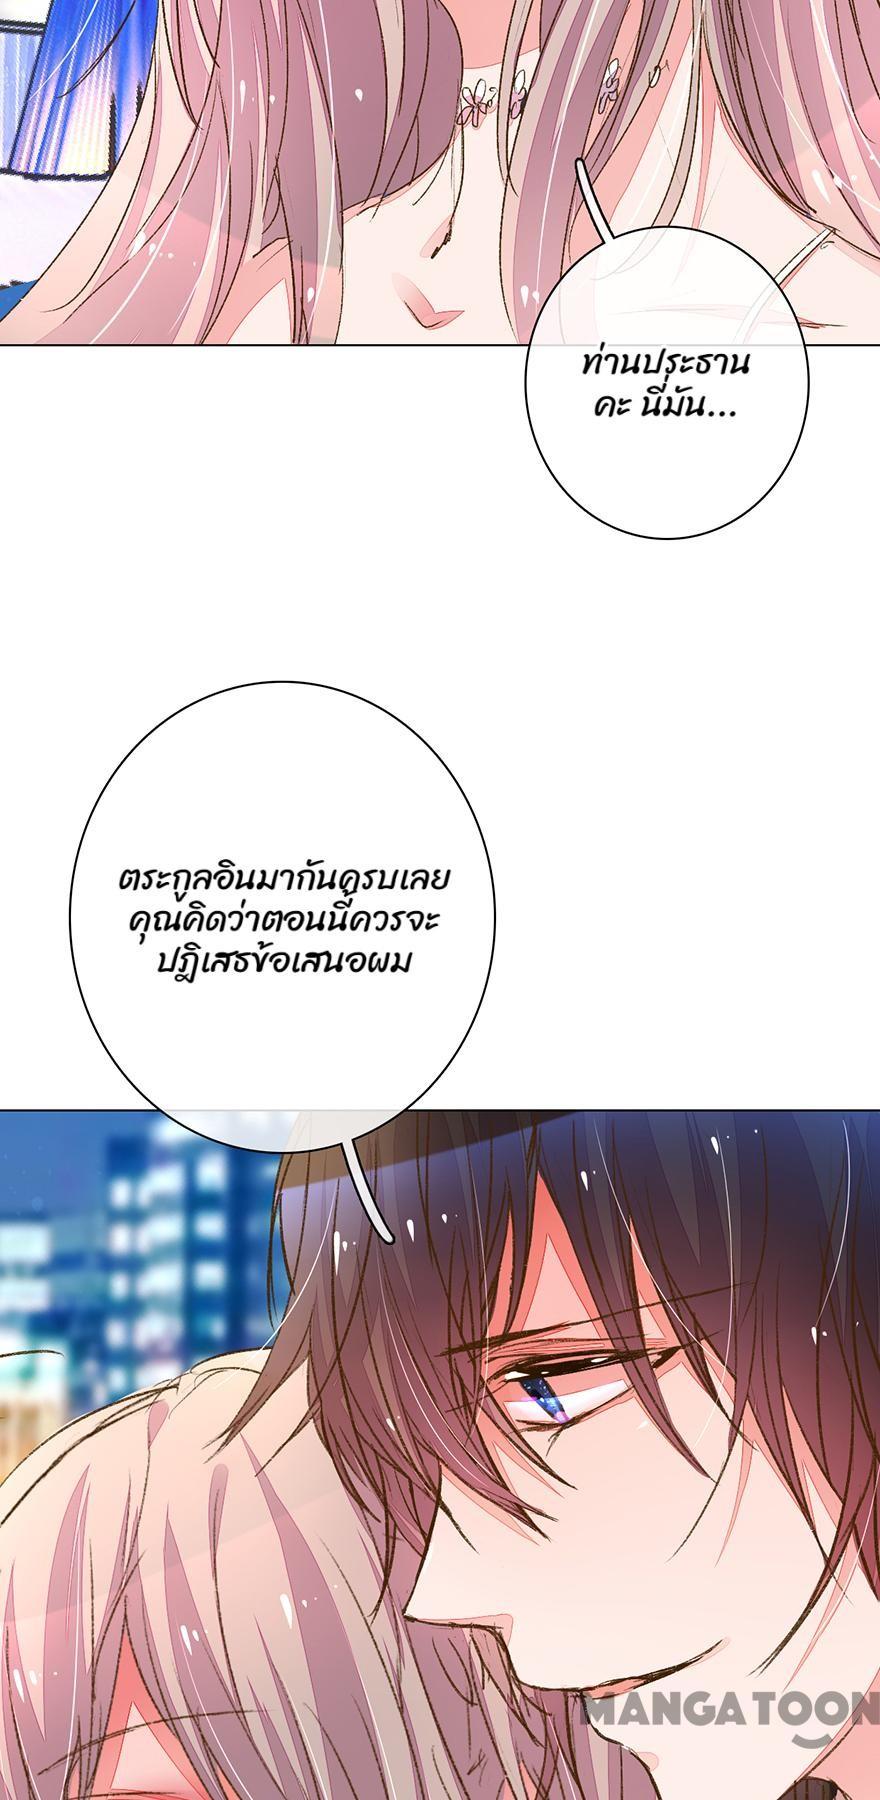 ท่านประธาน
คะ นี่มัน...
ตระกูลอินมากันครบเลย
คุณคิดว่าตอนนี้ควรจะ
ปฎิเสธข้อเสนอผม
MANGATOON